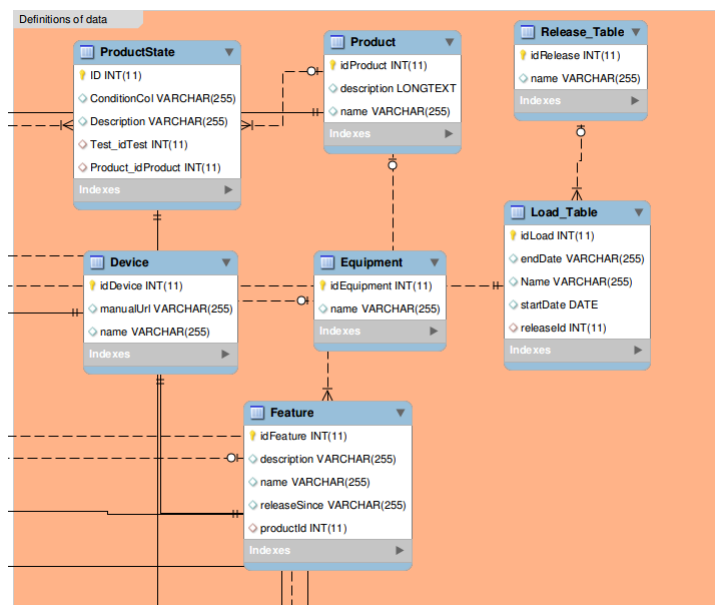 Definitions of data
ProductState
ID INT(11)
ConditionCol VARCHAR(255)
Description VARCHAR(255)
Test_idTest INT(11)
Product_idProduct INT(11)
Indexes
Product
idProduct INT(11)
description LONGTEXT
name VARCHAR(255)
Indexes
Release_Table
idRelease INT(11)
name VARCHAR(255)
Indexes
Device
idDevice INT(11)
manualUrl VARCHAR(255)
name VARCHAR(255)
Indexes
Equipment
idEquipment INT(11)
name VARCHAR(255)
Indexes
Load_Table
idLoad INT(11)
endDate VARCHAR(255)
Name VARCHAR(255)
startDate DATE
releaseId INT(11)
Indexes
Feature
idFeature INT(11)
description VARCHAR(255)
name VARCHAR(255)
releaseSince VARCHAR(255)
productId INT(11)
Indexes